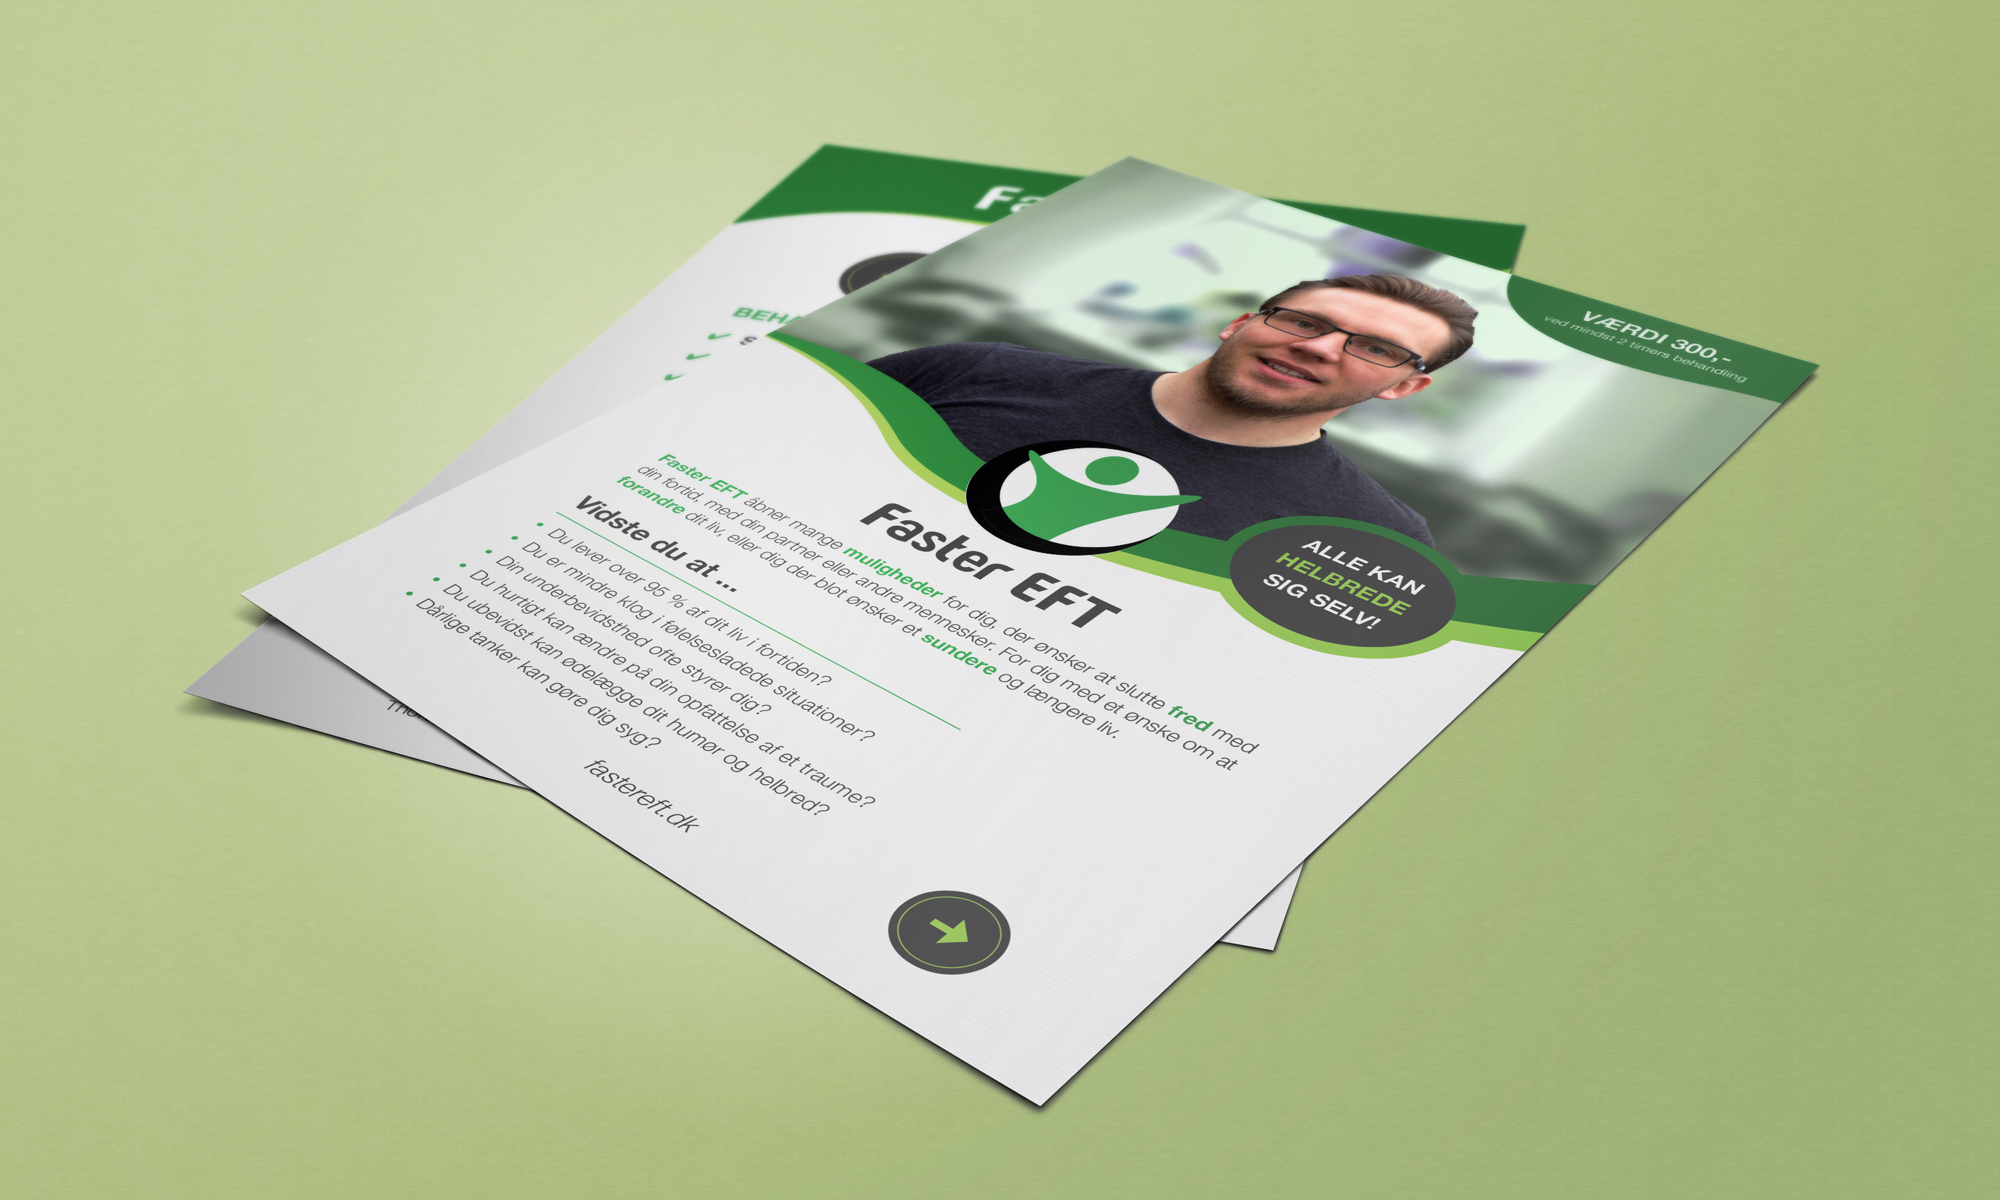 VÆRDI 300,-
ved mindst 2 timers behandling
ALLE KAN
HELBREDE
SIG SELV!
Faster EFT
Faster EFT åbner mange muligheder for dig, der ønsker at slutte fred med
din fortid, med din partner eller andre mennesker. For dig med et ønske om at
forandre dit liv, eller dig der blot ønsker et sundere og længere liv.
Vidste du at ...
• Du lever over 95 % af dit liv i fortiden?
• Du er mindre klog i følelsesladede situationer?
• Din underbevidsthed ofte styrer dig?
• Du hurtigt kan ændre på din opfattelse af et traume?
• Du ubevidst kan ødelægge dit humør og helbred?
• Dårlige tanker kan gøre dig syg?
fastereft.dk
Fa
BEHA